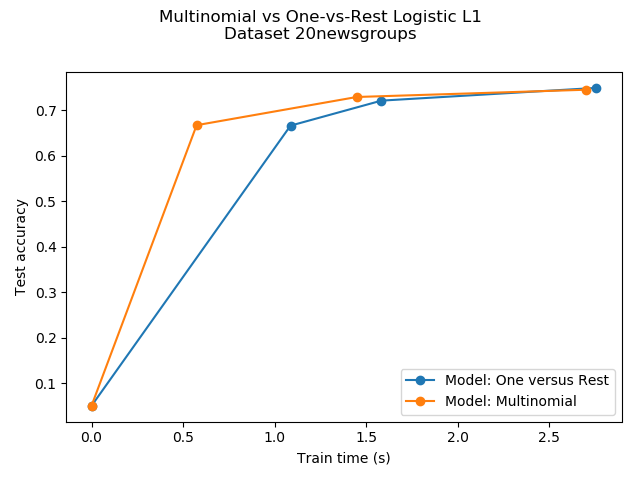 Multinomial vs One-vs-Rest Logistic L1
Dataset 20newsgroups
0.7
0.6
0.5
0.4
0.3
0.2
0.1
Test accuracy
Model: One versus Rest
Model: Multinomial
0.0 0.5 1.0 1.5 2.0 2.5
Train time (s)